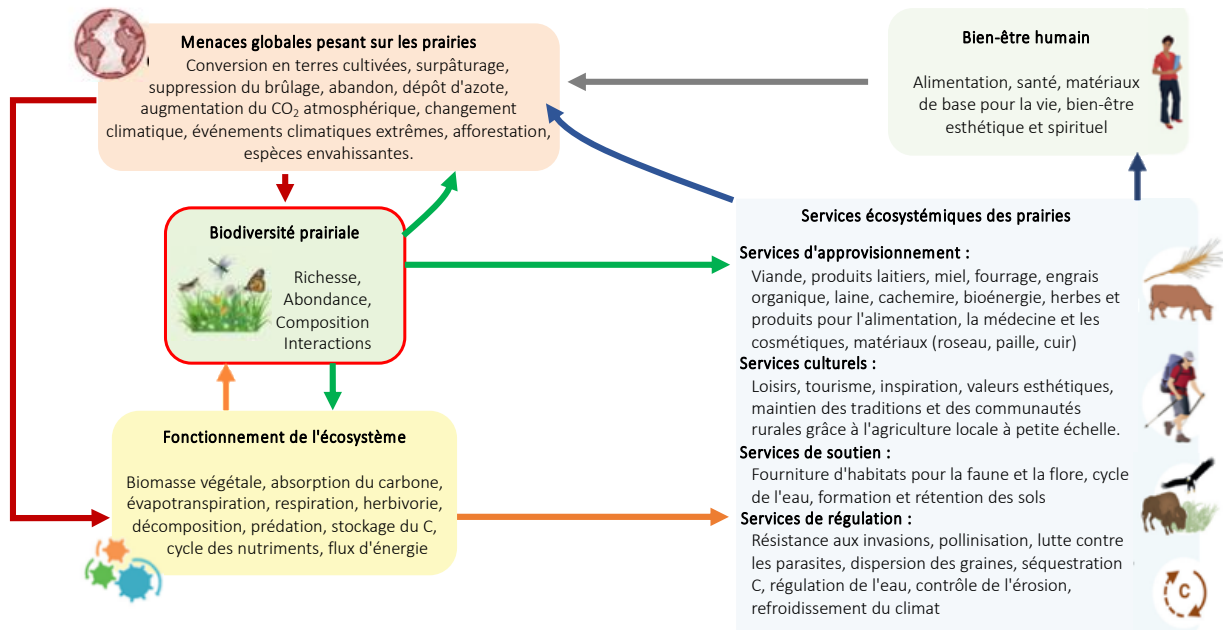 Menaces globales pesant sur les prairies
Conversion en terres cultivées, surpâturage,
suppression du brûlage, abandon, dépôt d'azote,
augmentation du CO₂ atmosphérique, changement
climatique, événements climatiques extrêmes, afforestation,
espèces envahissantes.
Bien-être humain
Alimentation, santé, matériaux
de base pour la vie, bien-être
esthétique et spirituel
Biodiversité prairiale
Richesse,
Abondance,
Composition
Interactions
Fonctionnement de l'écosystème
Biomasse végétale, absorption du carbone,
évapotranspiration, respiration, herbivorie,
décomposition, prédation, stockage du C,
cycle des nutriments, flux d'énergie
Services écosystémiques des prairies
Services d'approvisionnement :
Viande, produits laitiers, miel, fourrage, engrais
organique, laine, cachemire, bioénergie, herbes et
produits pour l'alimentation, la médecine et les
cosmétiques, matériaux (roseau, paille, cuir)
Services culturels :
Loisirs, tourisme, inspiration, valeurs esthétiques,
maintien des traditions et des communautés
rurales grâce à l'agriculture locale à petite échelle.
Services de soutien :
Fourniture d'habitats pour la faune et la flore, cycle
de l'eau, formation et rétention des sols
Services de régulation :
Résistance aux invasions, pollinisation, lutte contre
les parasites, dispersion des graines, séquestration
C, régulation de l'eau, contrôle de l'érosion,
refroidissement du climat
C